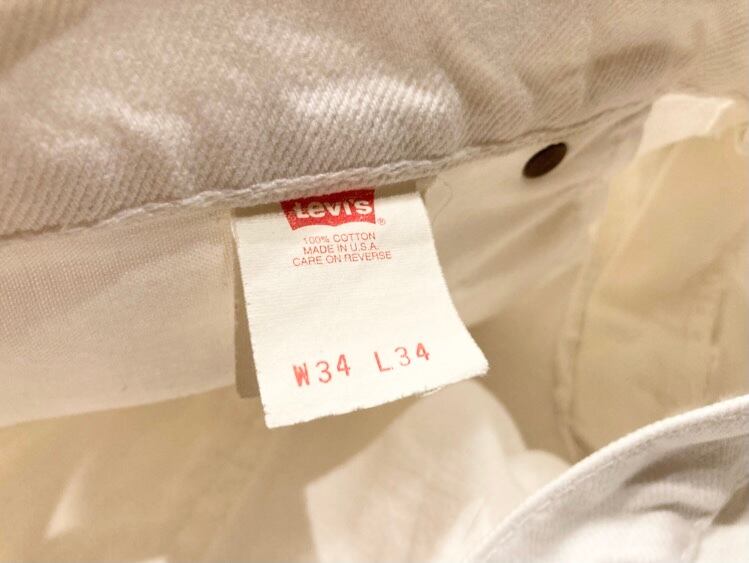 Levi's ®
100% COTTON
MADE IN U.S.A.
CARE ON REVERSE
W34 L34